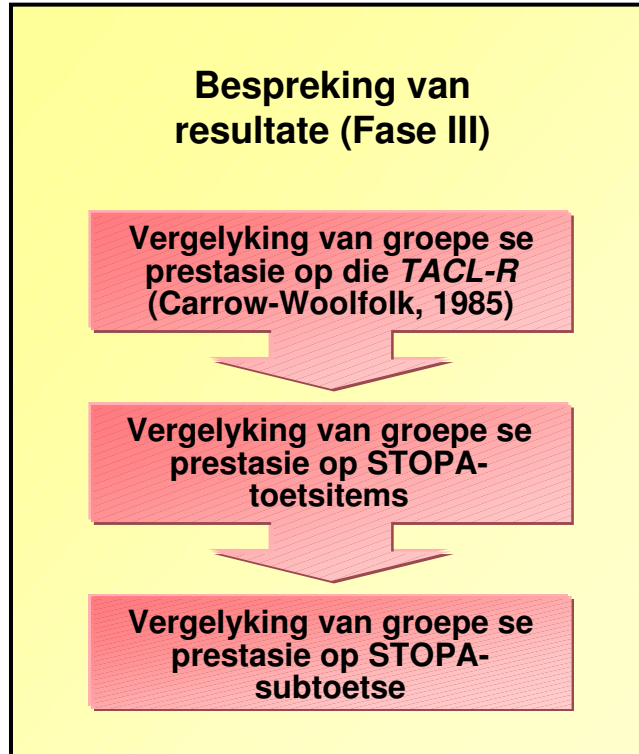 Bespreking van
resultate (Fase III)
Vergelyking van groepe se
prestasie op die TACL-R
(Carrow-Woolfolk, 1985)
Vergelyking van groepe se
prestasie op STOPA-
toetsitems
Vergelyking van groepe se
prestasie op STOPA-
subtoetse